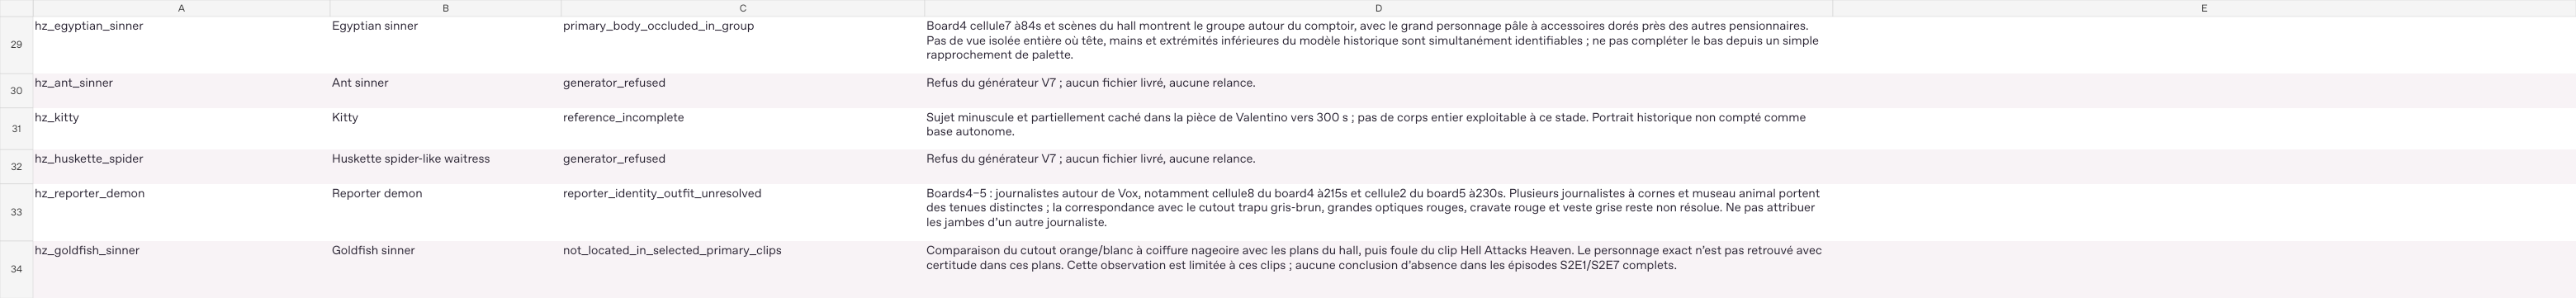 A B C D E
29 hz_egyptian_sinner Egyptian sinner primary_body_occluded_in_group Board4 cellule7 à84s et scènes du hall montrent le groupe autour du comptoir, avec le grand personnage pâle à accessoires dorés près des autres pensionnaires.
Pas de vue isolée entière où tête, mains et extrémités inférieures du modèle historique sont simultanément identifiables ; ne pas compléter le bas depuis un simple
rapprochement de palette.
30 hz_ant_sinner Ant sinner generator_refused Refus du générateur V7 ; aucun fichier livré, aucune relance.
31 hz_kitty Kitty reference_incomplete Sujet minuscule et partiellement caché dans la pièce de Valentino vers 300 s ; pas de corps entier exploitable à ce stade. Portrait historique non compté comme
base autonome.
32 hz_huskette_spider Huskette spider-like waitress generator_refused Refus du générateur V7 ; aucun fichier livré, aucune relance.
33 hz_reporter_demon Reporter demon reporter_identity_outfit_unresolved Boards4–5 : journalistes autour de Vox, notamment cellule8 du board4 à215s et cellule2 du board5 à230s. Plusieurs journalistes à cornes et museau animal portent
des tenues distinctes ; la correspondance avec le cutout trapu gris-brun, grandes optiques rouges, cravate rouge et veste grise reste non résolue. Ne pas attribuer
les jambes d’un autre journaliste.
34 hz_goldfish_sinner Goldfish sinner not_located_in_selected_primary_clips Comparaison du cutout orange/blanc à coiffure nageoire avec les plans du hall, puis foule du clip Hell Attacks Heaven. Le personnage exact n’est pas retrouvé avec
certitude dans ces plans. Cette observation est limitée à ces clips ; aucune conclusion d’absence dans les épisodes S2E1/S2E7 complets.